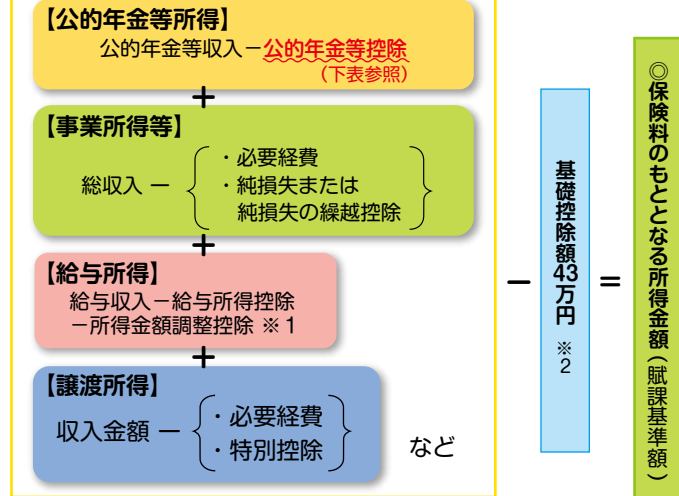 【公的年金等所得】
公的年金等収入－公的年金等控除
（下表参照）
＋
【事業所得等】
総収入 －
・必要経費
・純損失または
純損失の繰越控除
＋
【給与所得】
給与収入－給与所得控除
－所得金額調整控除 ※１
＋
【譲渡所得】
収入金額 －
・必要経費
・特別控除
など
－
基礎控除額43万円 ※2
＝
◎保険料のもととなる所得金額（賦課基準額）